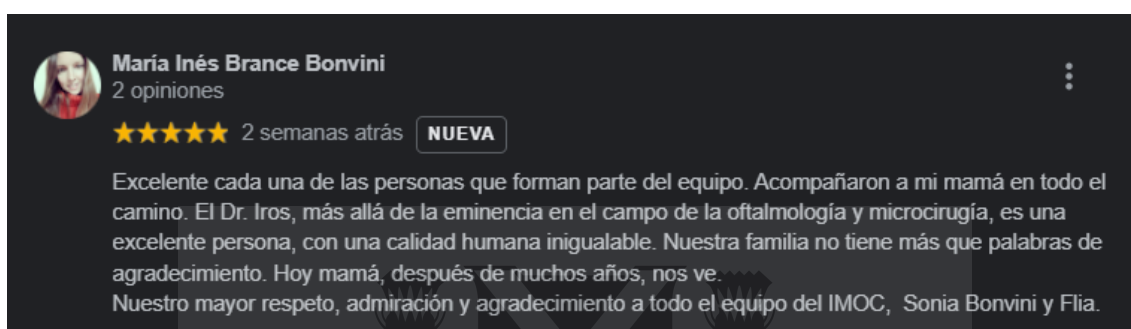 María Inés Brance Bonvini
2 opiniones
2 semanas atrás NUEVA
Excelente cada una de las personas que forman parte del equipo. Acompañaron a mi mamá en todo el
camino. El Dr. Iros, más allá de la eminencia en el campo de la oftalmología y microcirugía, es una
excelente persona, con una calidad humana inigualable. Nuestra familia no tiene más que palabras de
agradecimiento. Hoy mamá, después de muchos años, nos ve.
Nuestro mayor respeto, admiración y agradecimiento a todo el equipo del IMOC,  Sonia Bonvini y Flia.